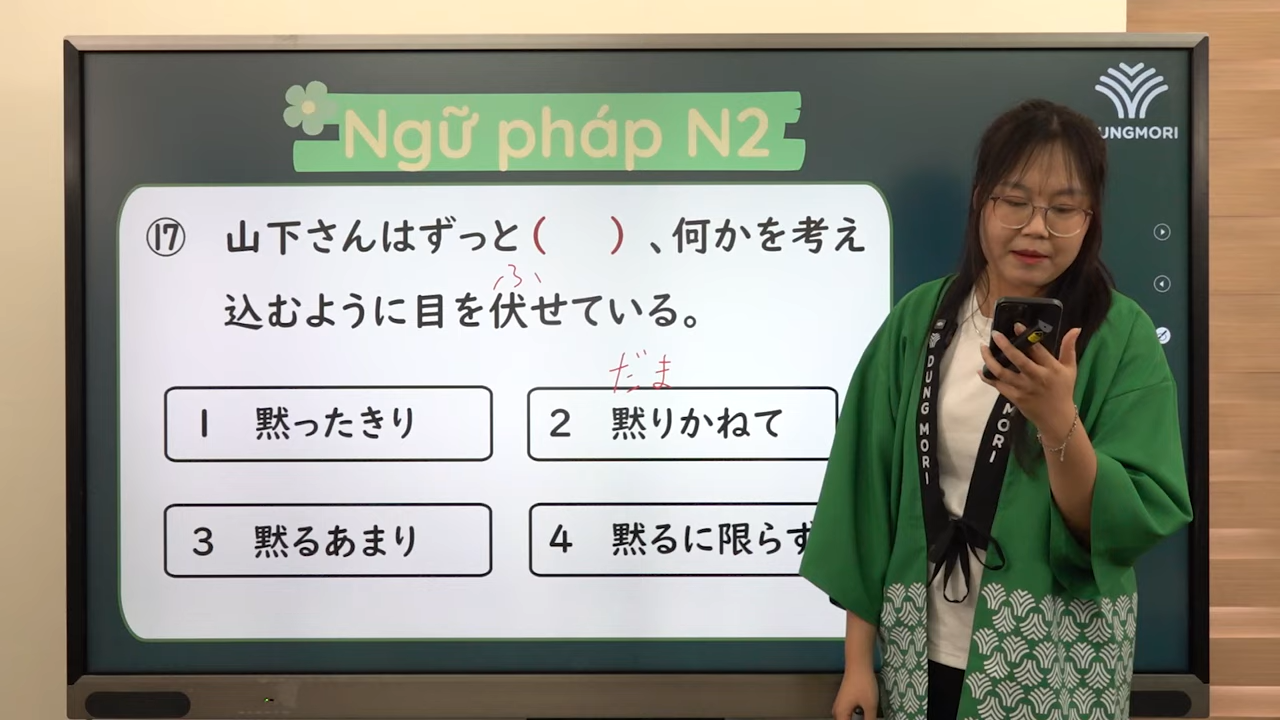 Ngữ pháp N2
UNGMORI
⑰ 山下さんはずっと( )、何かを考え
ふ
込むように目を伏せている。
だま
1 黙ったきり
2 黙りかねて
3 黙るあまり
4 黙るに限らず
DUNG MORI
MORI